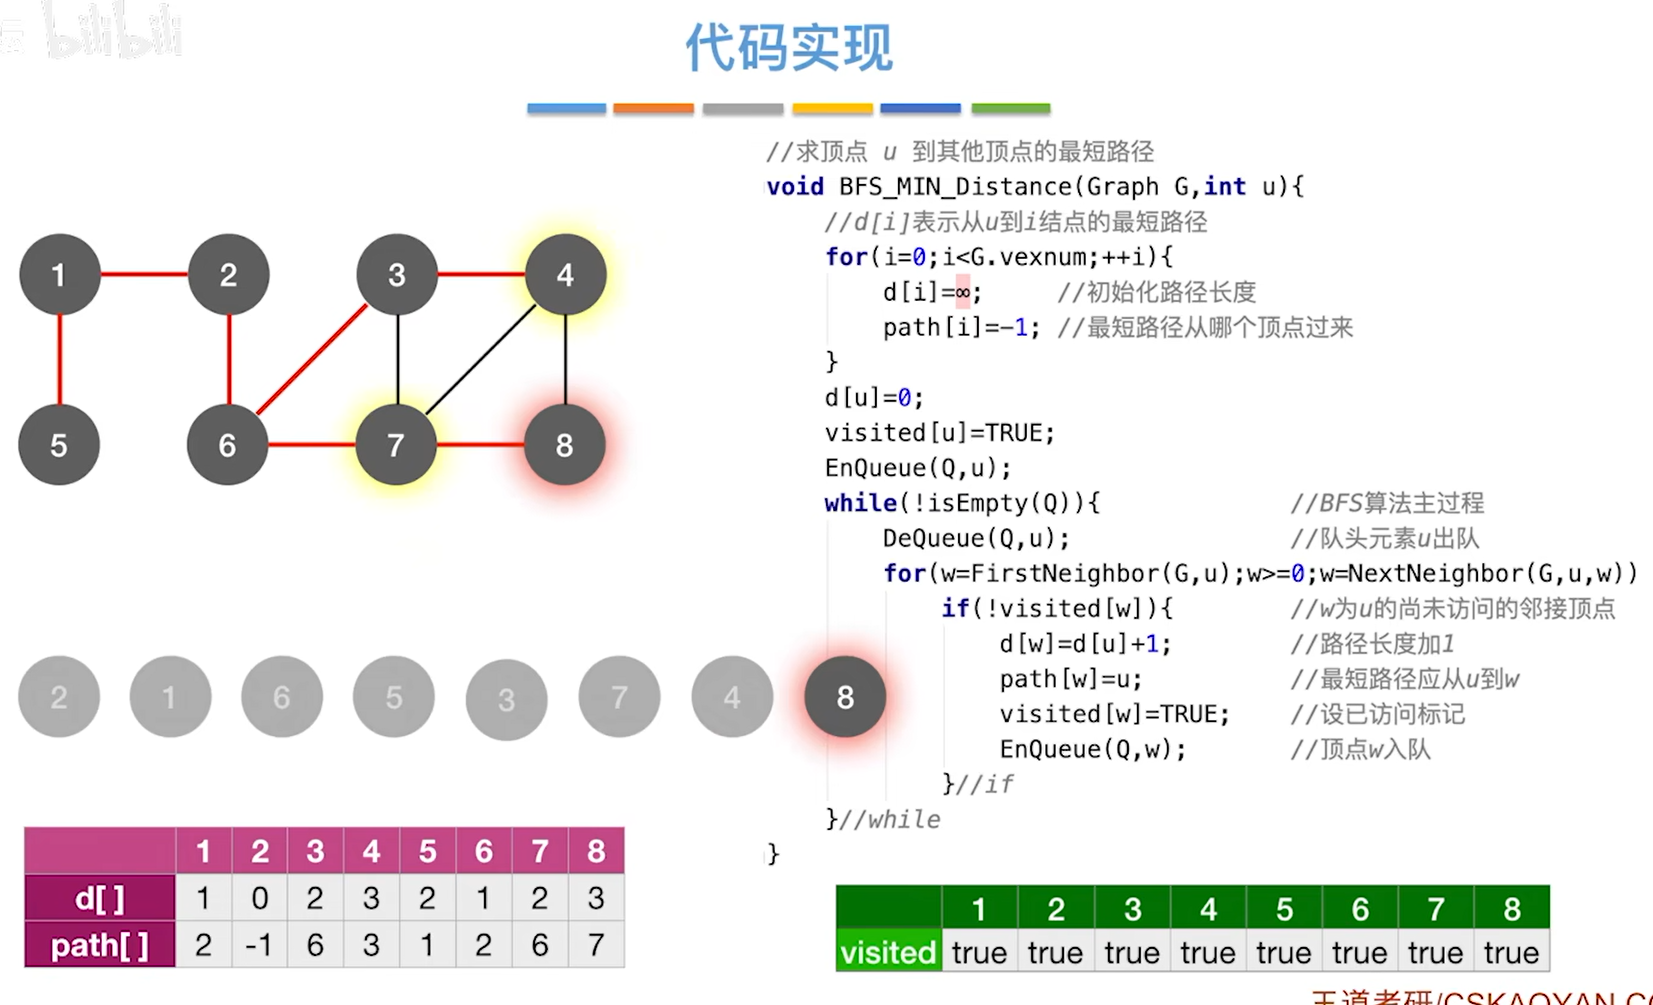 bilibili
代码实现
//求顶点 u 到其他顶点的最短路径
void BFS_MIN_Distance(Graph G,int u){
//d[i]表示从u到i结点的最短路径
for(i=0;i<G.vexnum;++i){
d[i]=∞; //初始化路径长度
path[i]=-1; //最短路径从哪个顶点过来
}
d[u]=0;
visited[u]=TRUE;
EnQueue(Q,u);
while(!isEmpty(Q)){ //BFS算法主过程
DeQueue(Q,u); //队头元素u出队
for(w=FirstNeighbor(G,u);w>=0;w=NextNeighbor(G,u,w))
if(!visited[w]){ //w为u的尚未访问的邻接顶点
d[w]=d[u]+1; //路径长度加1
path[w]=u; //最短路径应从u到w
visited[w]=TRUE; //设已访问标记
EnQueue(Q,w); //顶点w入队
}//if
}//while
}
1 2 3 4
5 6 7 8
2 1 6 5 3 7 4 8
1 2 3 4 5 6 7 8
d[ ] 1 0 2 3 2 1 2 3
path[ ] 2 -1 6 3 1 2 6 7
1 2 3 4 5 6 7 8
visited true true true true true true true true
王道考研/CSKAOYAN.CO